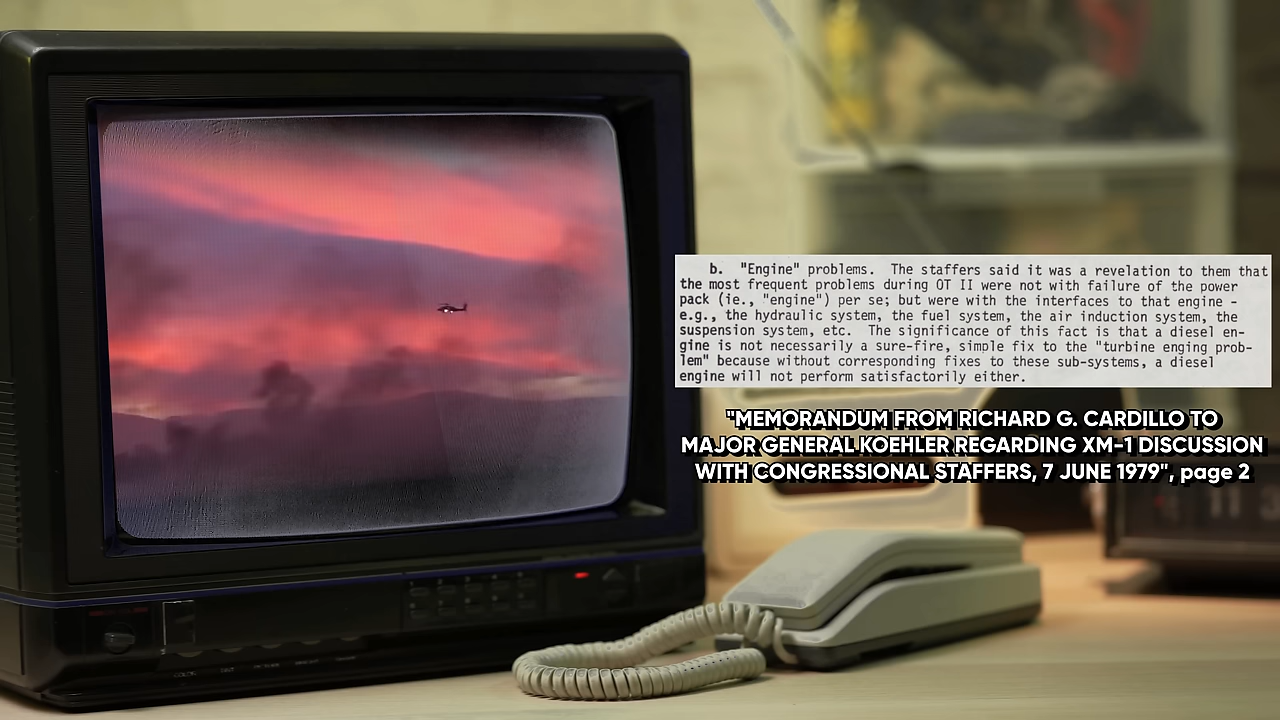 b. "Engine" problems. The staffers said it was a revelation to them that
the most frequent problems during OT II were not with failure of the power
pack (ie., "engine") per se; but were with the interfaces to that engine -
e.g., the hydraulic system, the fuel system, the air induction system, the
suspension system, etc. The significance of this fact is that a diesel en-
gine is not necessarily a sure-fire, simple fix to the "turbine enging prob-
lem" because without corresponding fixes to these sub-systems, a diesel
engine will not perform satisfactorily either.
"MEMORANDUM FROM RICHARD G. CARDILLO TO
MAJOR GENERAL KOEHLER REGARDING XM-1 DISCUSSION
WITH CONGRESSIONAL STAFFERS, 7 JUNE 1979", page 2